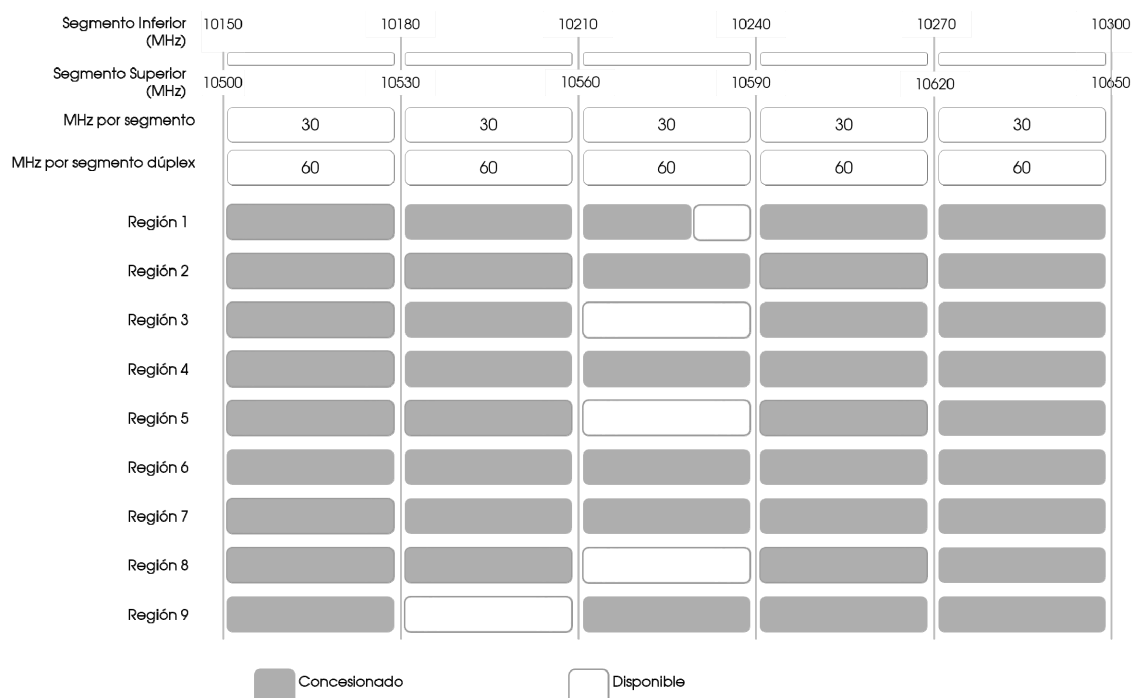 Segmento Inferior (MHz) 10150 10180 10210 10240 10270 10300
Segmento Superior (MHz) 10500 10530 10560 10590 10620 10650
MHz por segmento 30 30 30 30 30
MHz por segmento dúplex 60 60 60 60 60
Región 1
Región 2
Región 3
Región 4
Región 5
Región 6
Región 7
Región 8
Región 9
Concesionado Disponible